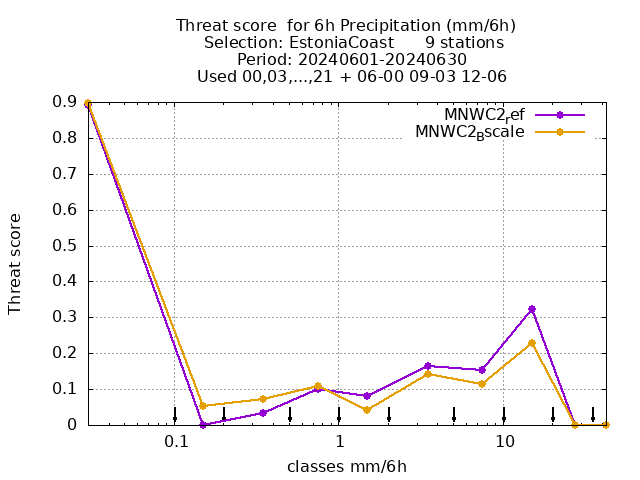 Threat score  for 6h Precipitation (mm/6h)
Selection: EstoniaCoast      9 stations
Period: 20240601-20240630
Used 00,03,...,21 + 06-00 09-03 12-06
MNWC2ref
MNWC2Bscale
0.9
0.8
0.7
0.6
0.5
0.4
0.3
0.2
0.1
0
Threat score
0.1 1 10
classes mm/6h